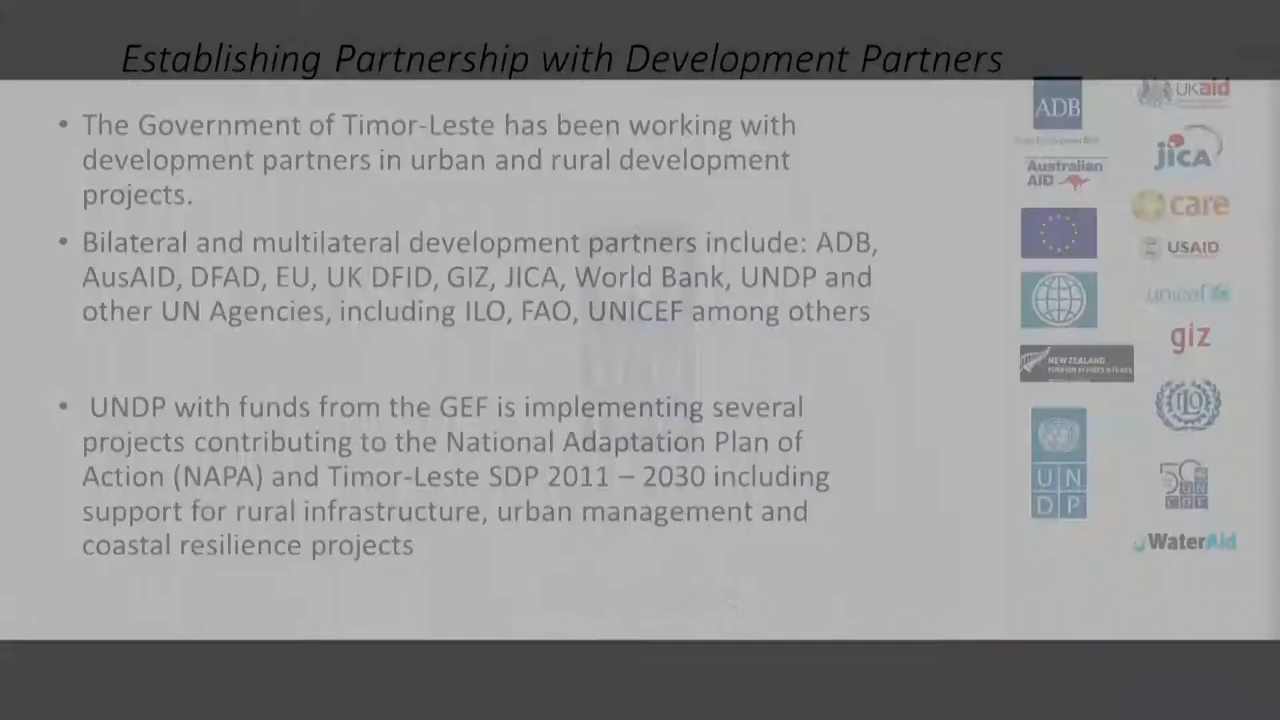 Establishing Partnership with Development Partners
• The Government of Timor-Leste has been working with
development partners in urban and rural development
projects.
• Bilateral and multilateral development partners include: ADB,
AusAID, DFAD, EU, UK DFID, GIZ, JICA, World Bank, UNDP and
other UN Agencies, including ILO, FAO, UNICEF among others
• UNDP with funds from the GEF is implementing several
projects contributing to the National Adaptation Plan of
Action (NAPA) and Timor-Leste SDP 2011 – 2030 including
support for rural infrastructure, urban management and
coastal resilience projects
ADB
Australian
AID
NEW ZEALAND
FOREIGN AFFAIRS & TRADE
UN
DP
UKaid
jica
care
USAID
unicef
giz
ILO
WaterAid